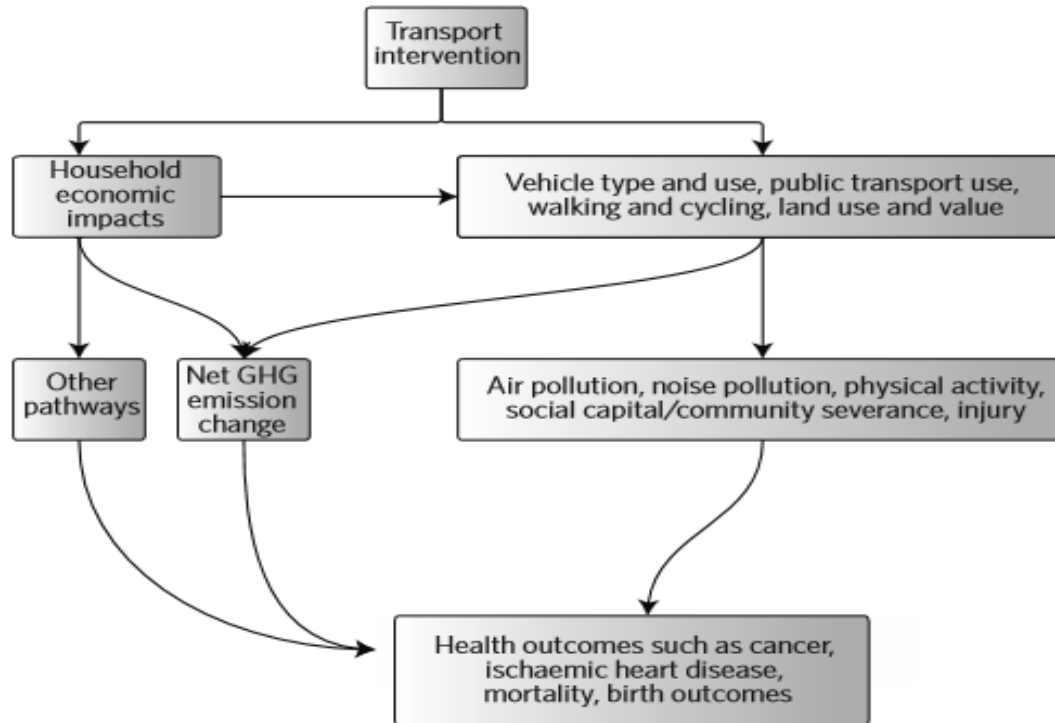 Transport
intervention
Household
economic
impacts
Vehicle type and use, public transport use,
walking and cycling, land use and value
Other
pathways
Net GHG
emission
change
Air pollution, noise pollution, physical activity,
social capital/community severance, injury
Health outcomes such as cancer,
ischaemic heart disease,
mortality, birth outcomes